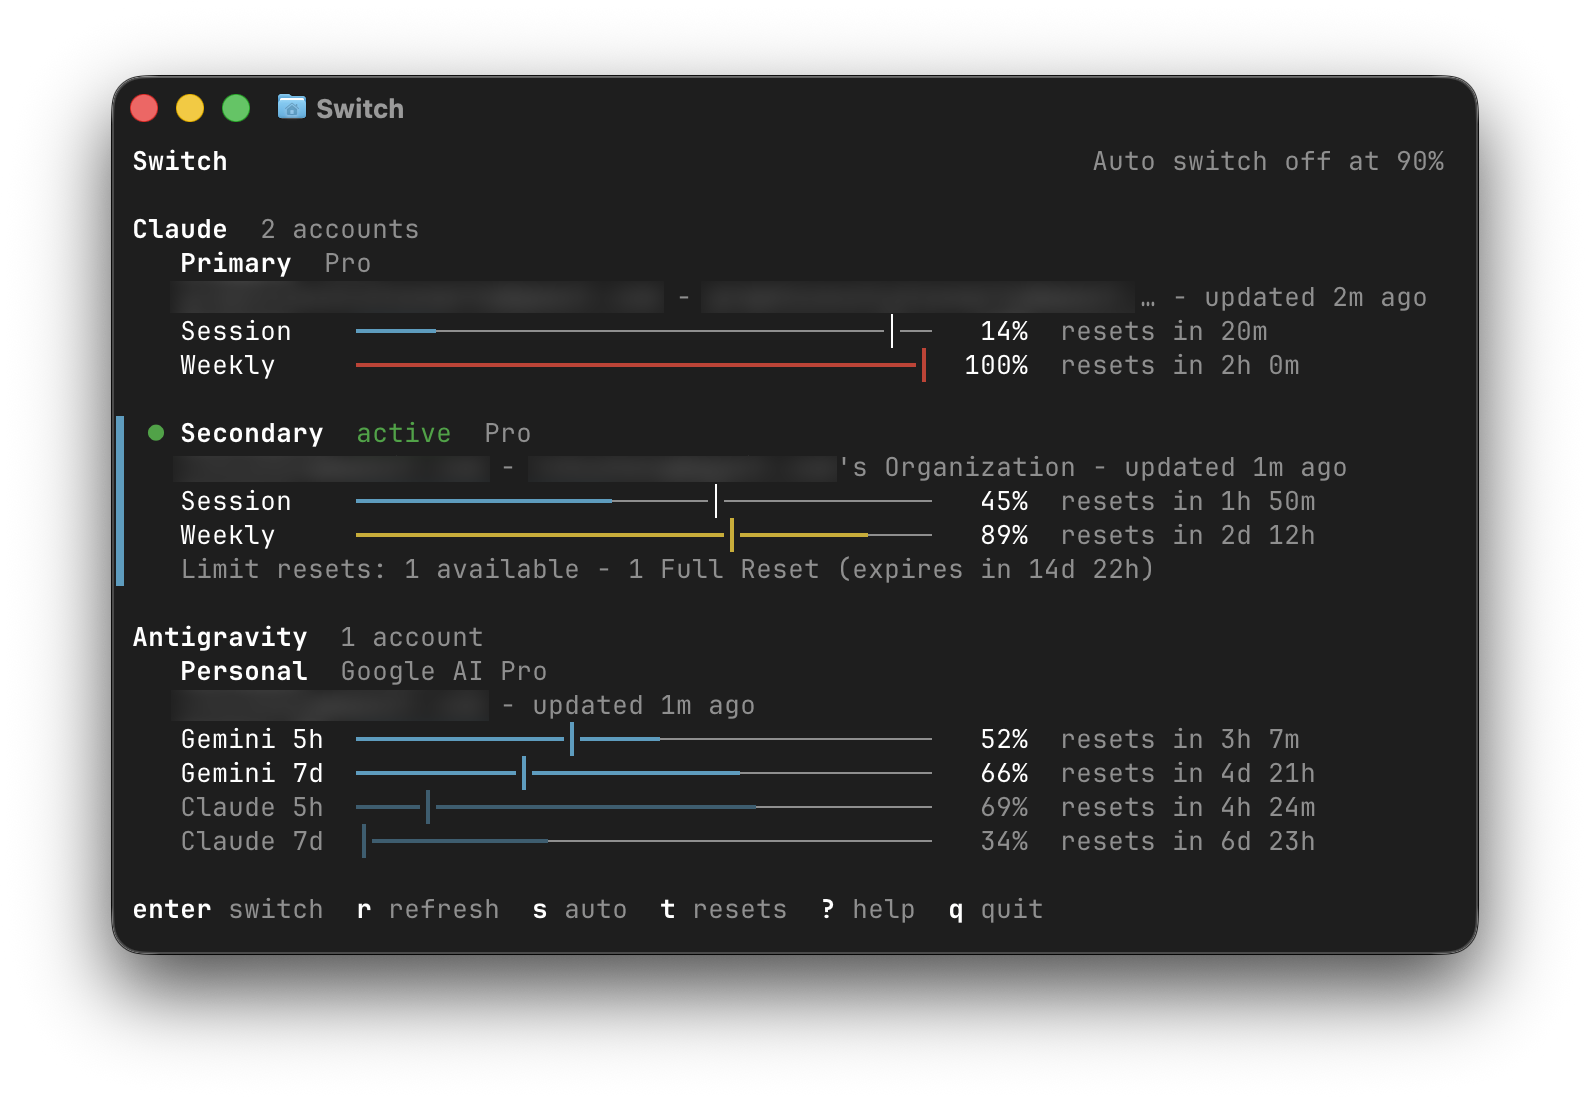 Switch
Switch Auto switch off at 90%
Claude 2 accounts
Primary Pro
- … - updated 2m ago
Session 14% resets in 20m
Weekly 100% resets in 2h 0m
Secondary active Pro
- 's Organization - updated 1m ago
Session 45% resets in 1h 50m
Weekly 89% resets in 2d 12h
Limit resets: 1 available - 1 Full Reset (expires in 14d 22h)
Antigravity 1 account
Personal Google AI Pro
- updated 1m ago
Gemini 5h 52% resets in 3h 7m
Gemini 7d 66% resets in 4d 21h
Claude 5h 69% resets in 4h 24m
Claude 7d 34% resets in 6d 23h
enter switch r refresh s auto t resets ? help q quit